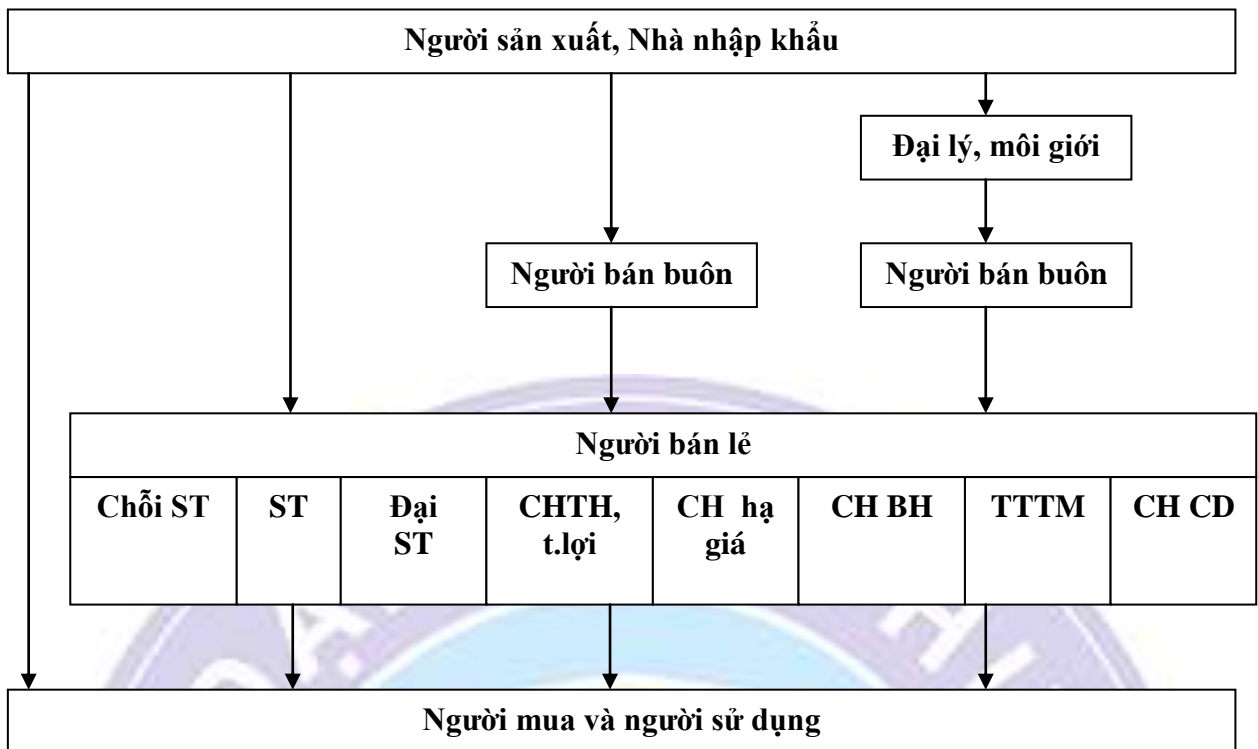 Người sản xuất, Nhà nhập khẩu
Đại lý, môi giới
Người bán buôn
Người bán buôn
Người bán lẻ
Chỗi ST
ST
Đại
ST
CHTH,
t.lợi
CH hạ
giá
CH BH
TTTM
CH CD
Người mua và người sử dụng